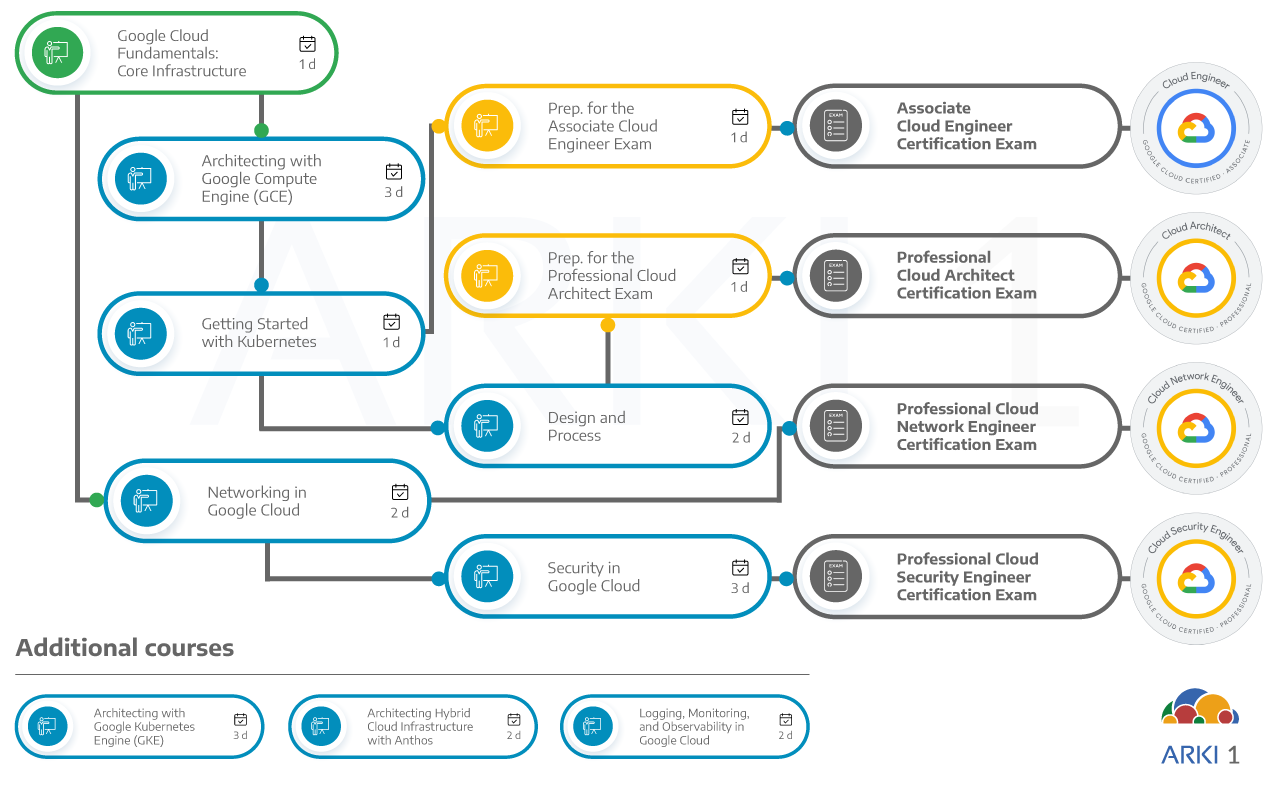 Google Cloud
Fundamentals:
Core Infrastructure
1 d
Architecting with
Google Compute
Engine (GCE)
3 d
Getting Started
with Kubernetes
1 d
Networking in
Google Cloud
2 d
Prep. for the
Associate Cloud
Engineer Exam
1 d
Prep. for the
Professional Cloud
Architect Exam
1 d
Design and
Process
2 d
Security in
Google Cloud
3 d
EXAM
Associate
Cloud Engineer
Certification Exam
EXAM
Professional
Cloud Architect
Certification Exam
EXAM
Professional Cloud
Network Engineer
Certification Exam
EXAM
Professional Cloud
Security Engineer
Certification Exam
Cloud Engineer
GOOGLE CLOUD CERTIFIED · ASSOCIATE
Cloud Architect
GOOGLE CLOUD CERTIFIED · PROFESSIONAL
Cloud Network Engineer
GOOGLE CLOUD CERTIFIED · PROFESSIONAL
Cloud Security Engineer
GOOGLE CLOUD CERTIFIED · PROFESSIONAL
ARKI 1
Additional courses
Architecting with
Google Kubernetes
Engine (GKE)
3 d
Architecting Hybrid
Cloud Infrastructure
with Anthos
2 d
Logging, Monitoring,
and Observability in
Google Cloud
2 d
ARKI 1